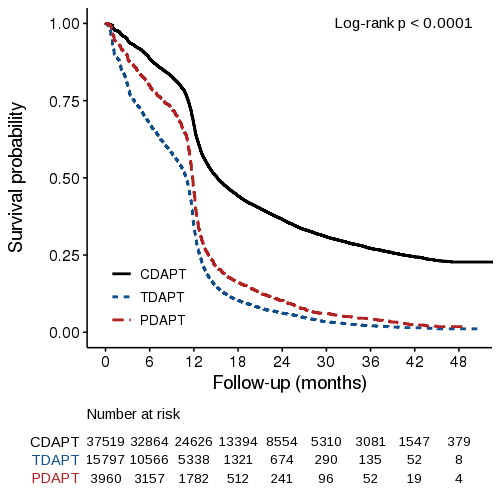 Log-rank p < 0.0001
Survival probability
1.00
0.75
0.50
0.25
0.00
CDAPT
TDAPT
PDAPT
0 6 12 18 24 30 36 42 48
Follow-up (months)
Number at risk
CDAPT 37519 32864 24626 13394 8554 5310 3081 1547 379
TDAPT 15797 10566 5338 1321 674 290 135 52 8
PDAPT 3960 3157 1782 512 241 96 52 19 4